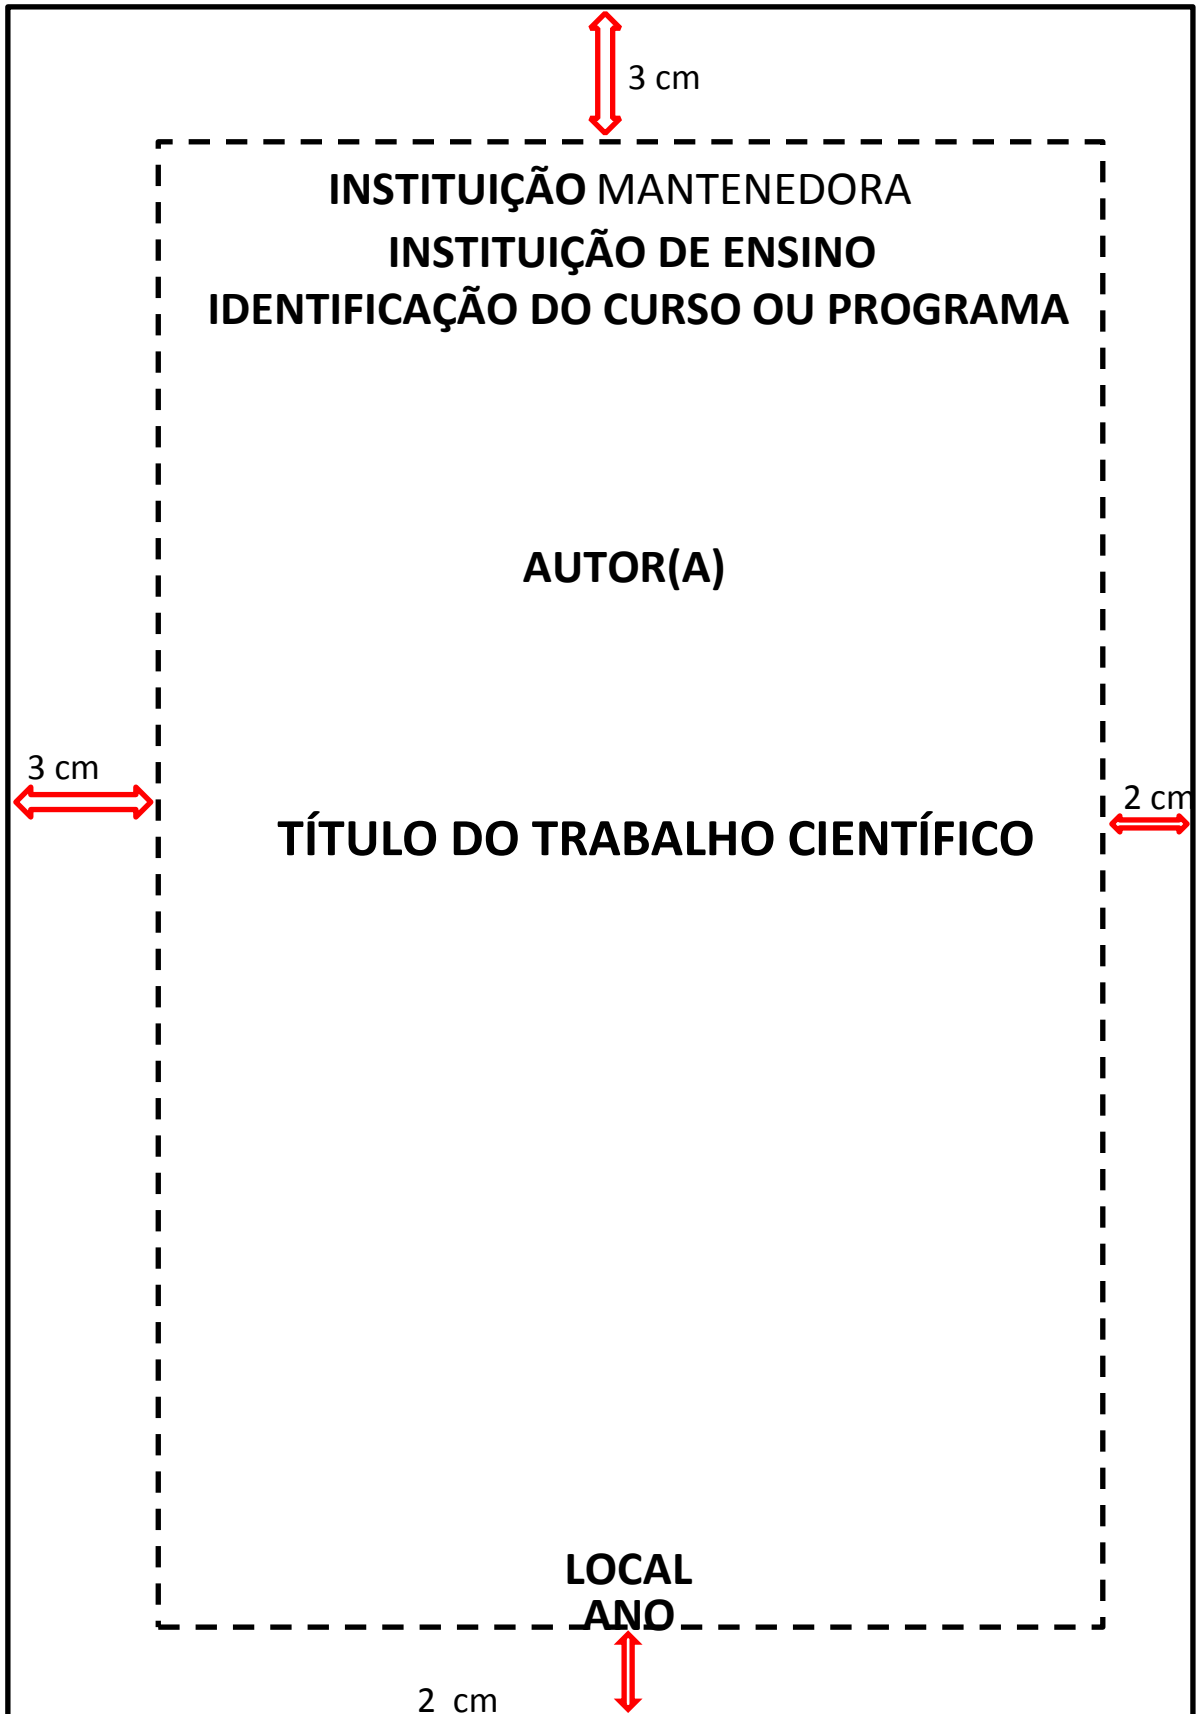 3 cm
INSTITUIÇÃO MANTENEDORA
INSTITUIÇÃO DE ENSINO
IDENTIFICAÇÃO DO CURSO OU PROGRAMA
AUTOR(A)
3 cm
2 cm
TÍTULO DO TRABALHO CIENTÍFICO
LOCAL
ANO
2 cm